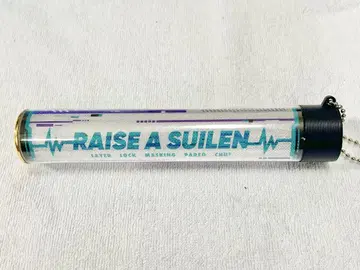 RAISE A SUILEN
LAYER LOCK MASKING PAREO CHU²